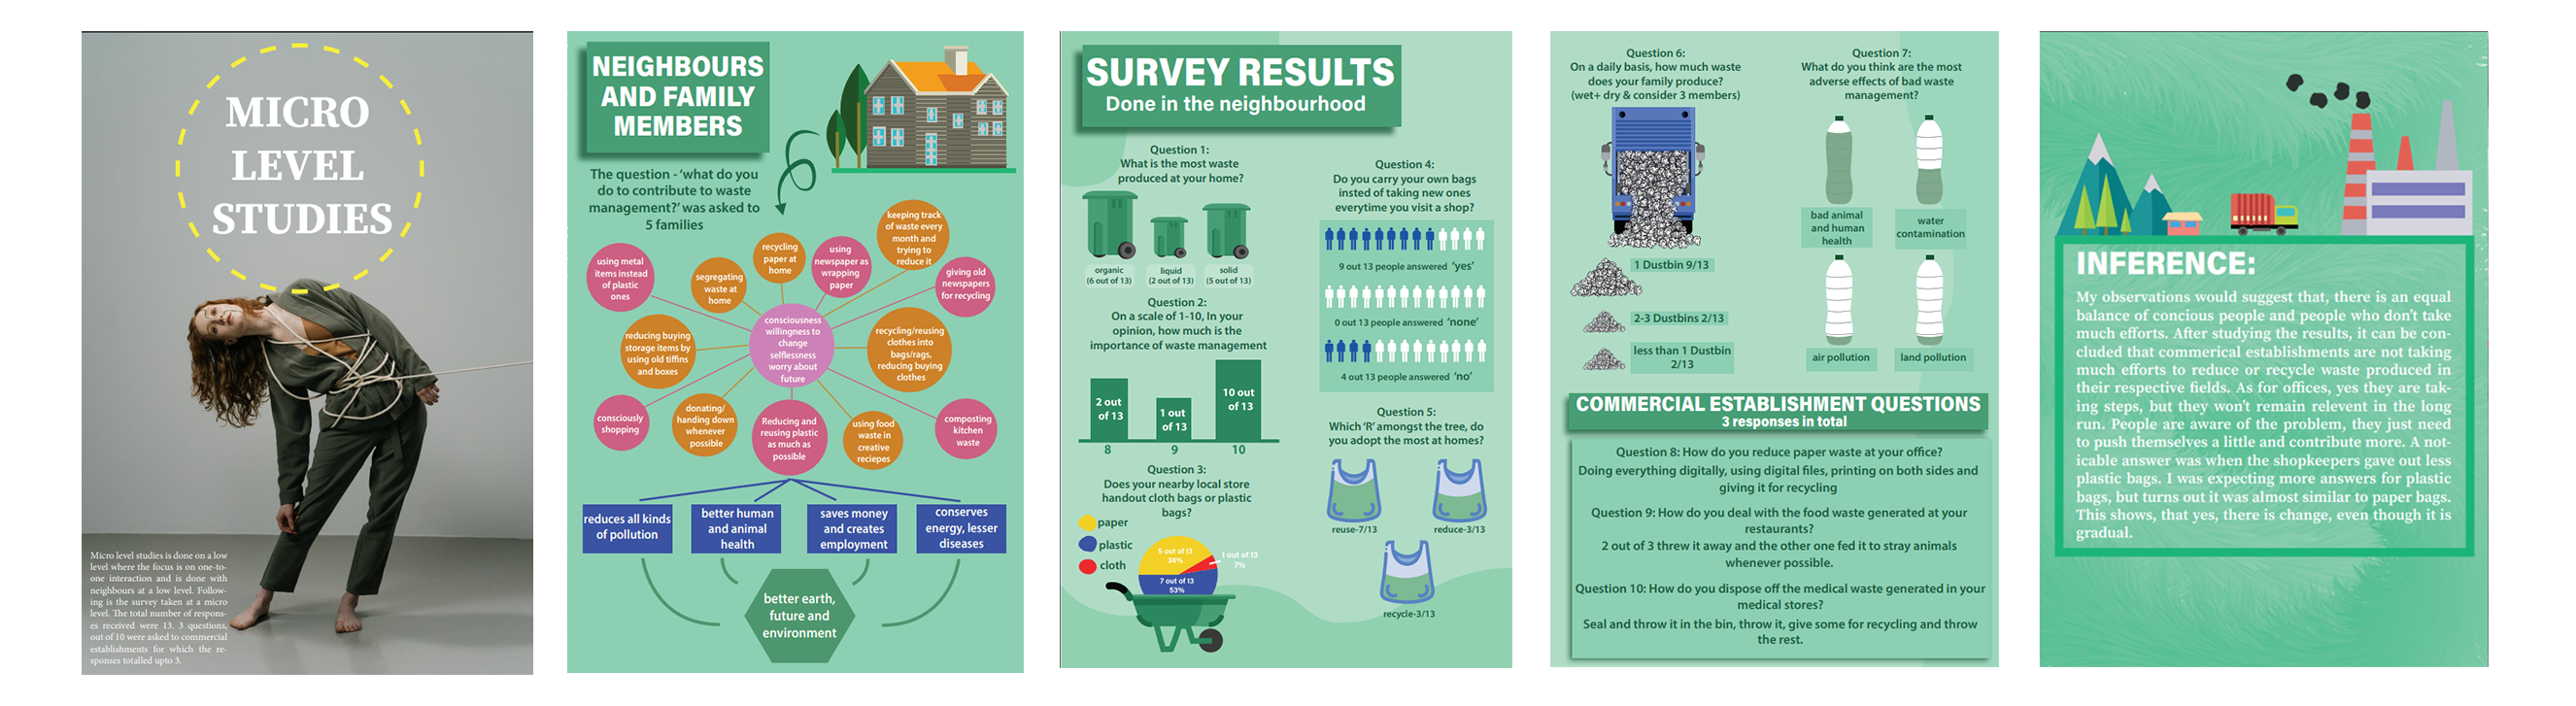 MICRO
LEVEL
STUDIES
Micro level studies is done on a low
level where the focus is on one-to-
one interaction and is done with
neighbours at a low level. Follow-
ing is the survey taken at a micro
level. The total number of respons-
es received were 13. 3 questions,
out of 10 were asked to commercial
establishments for which the re-
sponses totalled upto 3.
NEIGHBOURS
AND FAMILY
MEMBERS
The question - 'what do you
do to contribute to waste
management?' was asked to
5 families
keeping track
of waste every
month and
trying to
reduce it
recycling
paper at
home
using
newspaper as
wrapping
paper
using metal
items instead
of plastic
ones
segregating
waste at
home
giving old
newspapers
for recycling
consciousness
willingness to
change
selflessness
worry about
future
reducing buying
storage items by
using old tiffins
and boxes
recycling/reusing
clothes into
bags/rags,
reducing buying
clothes
consciously
shopping
donating/
handing down
whenever
possible
Reducing and
reusing plastic
as much as
possible
using food
waste in
creative
reciepes
composting
kitchen
waste
reduces all kinds
of pollution
better human
and animal
health
saves money
and creates
employment
conserves
energy, lesser
diseases
better earth,
future and
environment
SURVEY RESULTS
Done in the neighbourhood
Question 1:
What is the most waste
produced at your home?
organic
(6 out of 13)
liquid
(2 out of 13)
solid
(5 out of 13)
Question 2:
On a scale of 1-10, In your
opinion, how much is the
importance of waste management
2 out
of 13
1 out
of 13
10 out
of 13
8
9
10
Question 3:
Does your nearby local store
handout cloth bags or plastic
bags?
paper
plastic
cloth
5 out of 13
38%
1 out of 13
7%
7 out of 13
53%
Question 4:
Do you carry your own bags
insted of taking new ones
everytime you visit a shop?
9 out 13 people answered 'yes'
0 out 13 people answered 'none'
4 out 13 people answered 'no'
Question 5:
Which 'R' amongst the tree, do
you adopt the most at homes?
reuse-7/13
reduce-3/13
recycle-3/13
Question 6:
On a daily basis, how much waste
does your family produce?
(wet+ dry & consider 3 members)
1 Dustbin 9/13
2-3 Dustbins 2/13
less than 1 Dustbin
2/13
Question 7:
What do you think are the most
adverse effects of bad waste
management?
bad animal
and human
health
water
contamination
air pollution
land pollution
COMMERCIAL ESTABLISHMENT QUESTIONS
3 responses in total
Question 8: How do you reduce paper waste at your office?
Doing everything digitally, using digital files, printing on both sides and
giving it for recycling
Question 9: How do you deal with the food waste generated at your
restaurants?
2 out of 3 threw it away and the other one fed it to stray animals
whenever possible.
Question 10: How do you dispose off the medical waste generated in your
medical stores?
Seal and throw it in the bin, throw it, give some for recycling and throw
the rest.
INFERENCE:
My observations would suggest that, there is an equal
balance of concious people and people who don't take
much efforts. After studying the results, it can be con-
cluded that commerical establishments are not taking
much efforts to reduce or recycle waste produced in
their respective fields. As for offices, yes they are tak-
ing steps, but they won't remain relevent in the long
run. People are aware of the problem, they just need
to push themselves a little and contribute more. A not-
icable answer was when the shopkeepers gave out less
plastic bags. I was expecting more answers for plastic
bags, but turns out it was almost similar to paper bags.
This shows, that yes, there is change, even though it is
gradual.